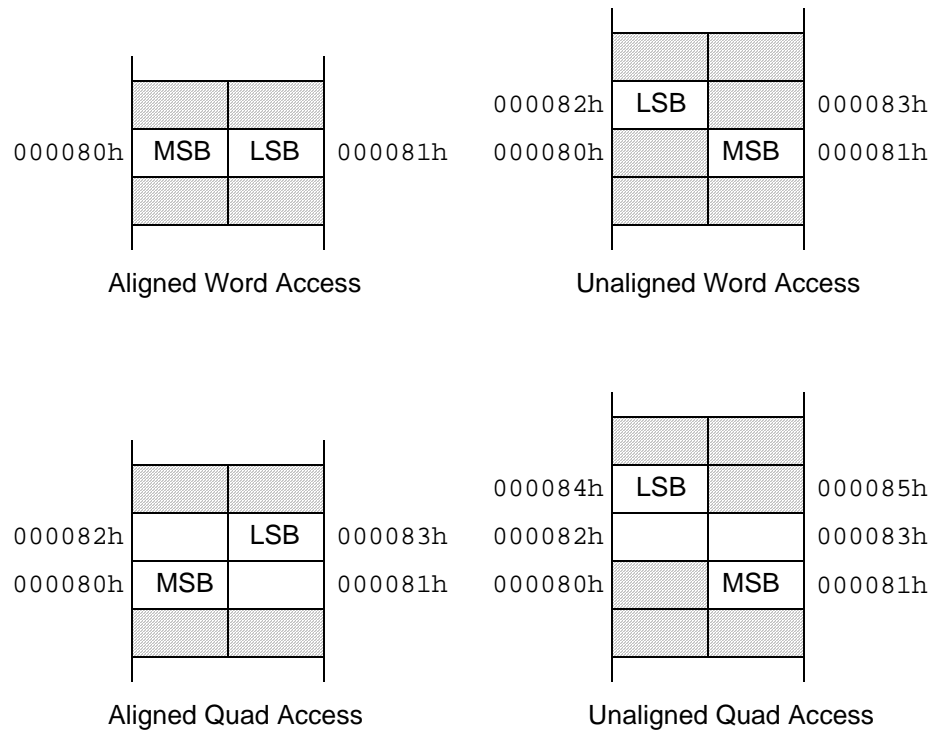 000080h MSB LSB 000081h
Aligned Word Access
000082h LSB 000083h
000080h MSB 000081h
Unaligned Word Access
000082h LSB 000083h
000080h MSB 000081h
Aligned Quad Access
000084h LSB 000085h
000082h 000083h
000080h MSB 000081h
Unaligned Quad Access